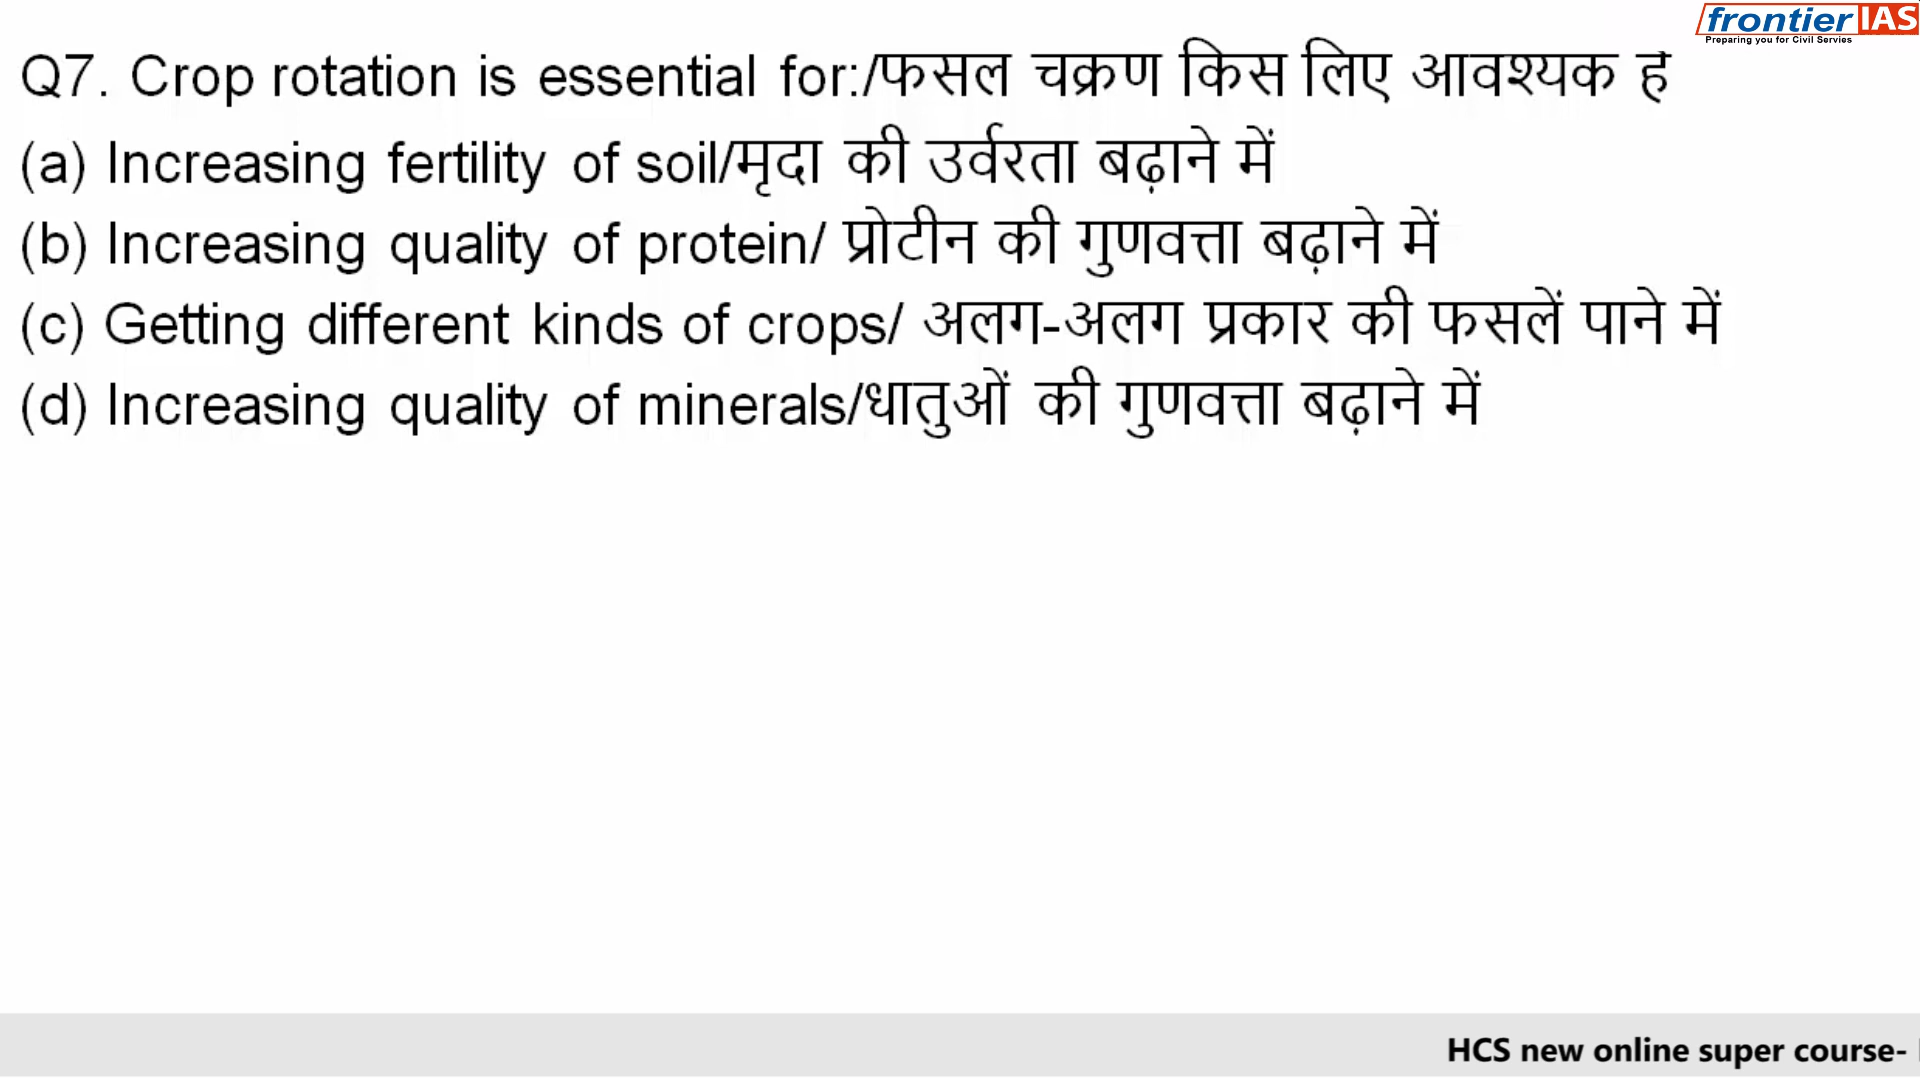 frontier IAS
Preparing you for Civil Servies
Q7. Crop rotation is essential for:/फसल चक्रण किस लिए आवश्यक है
(a) Increasing fertility of soil/मृदा की उर्वरता बढ़ाने में
(b) Increasing quality of protein/ प्रोटीन की गुणवत्ता बढ़ाने में
(c) Getting different kinds of crops/ अलग-अलग प्रकार की फसलें पाने में
(d) Increasing quality of minerals/धातुओं की गुणवत्ता बढ़ाने में
HCS new online super course-